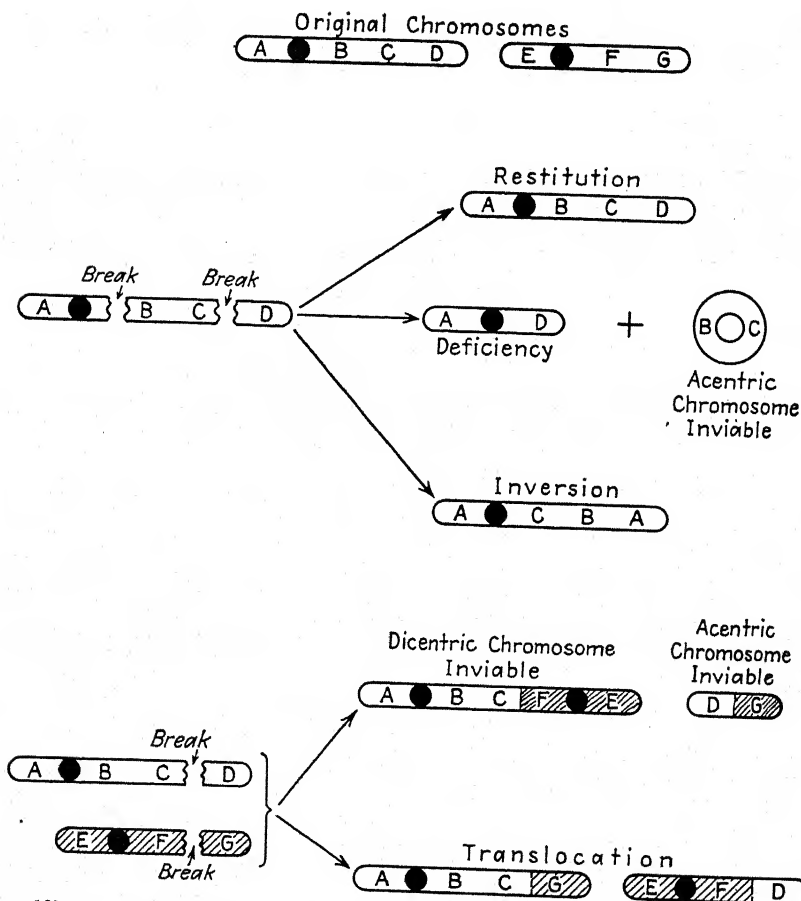 Original Chromosomes
A B C D E F G
Restitution
A B C D
Break Break
A B C D
A D
Deficiency
+
B C
Acentric
Chromosome
Inviable
Inversion
A C B A
Dicentric Chromosome
Inviable
A B C F E
Acentric
Chromosome
Inviable
D G
Break
A B C D
E F G
Break
Translocation
A B C G E F D